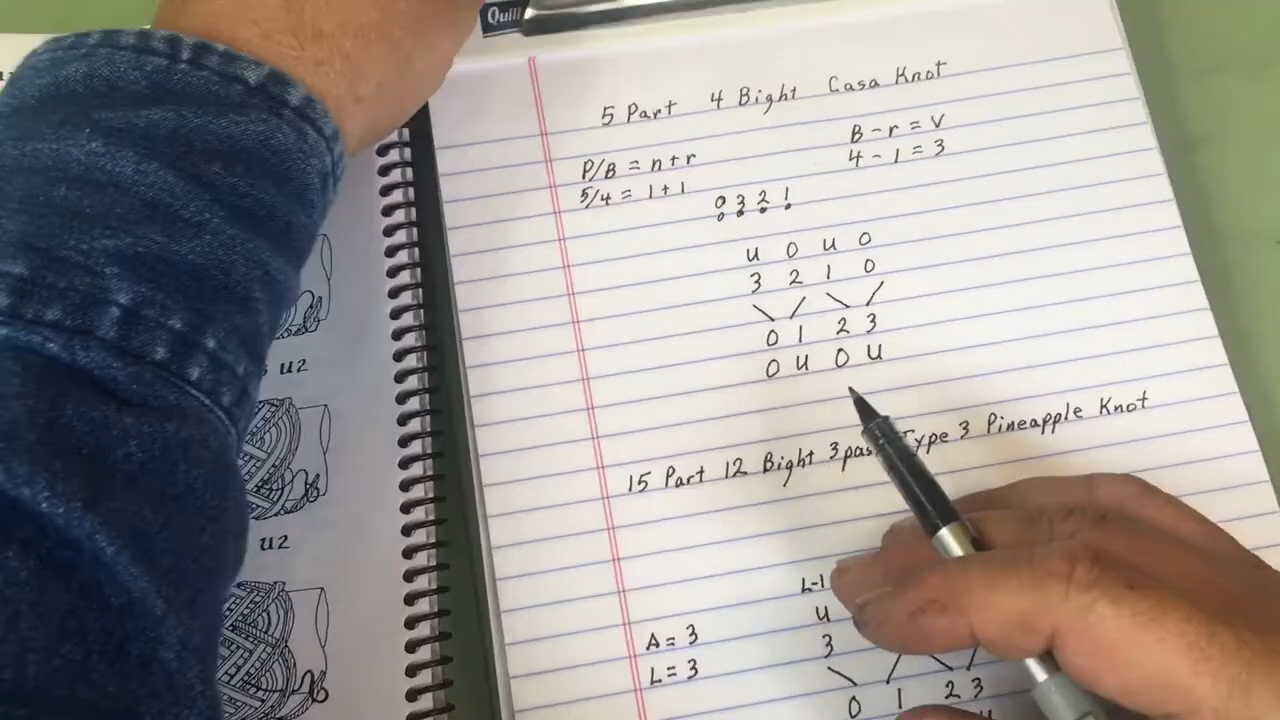 Quill
5 Part 4 Bight Casa Knot
B - r = v
4 - 1 = 3
P/B = n + r
5/4 = 1 + 1
0 3 2 1
u O u O
3 2 1 0
\ / \ /
0 1 2 3
O u O u
15 Part 12 Bight 3 pass Type 3 Pineapple Knot
L-1
u
3
A = 3
L = 3
\ / \ /
0 1 2 3
u2
u2